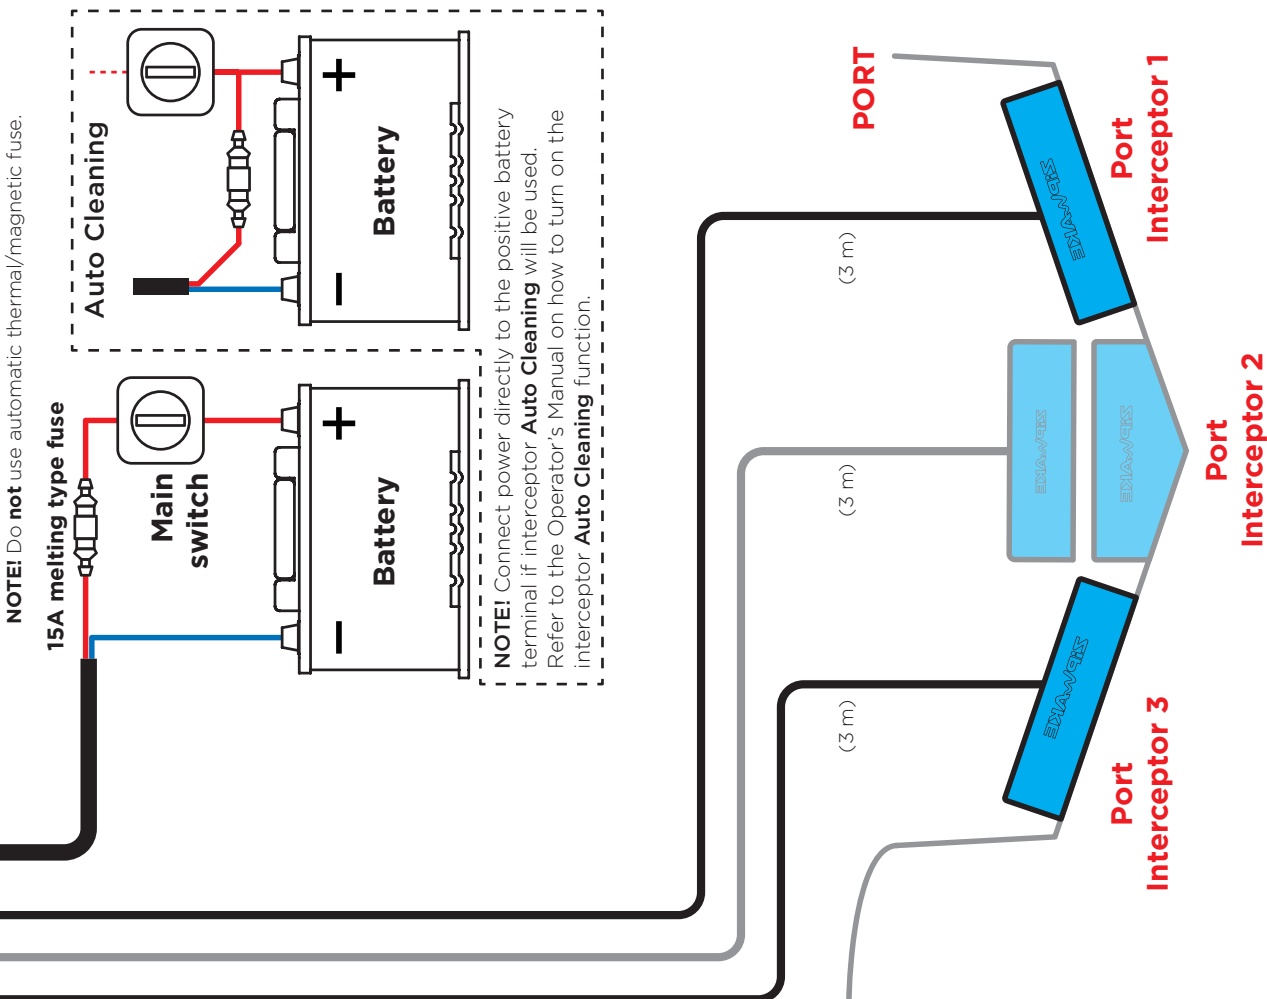 NOTE! Do not use automatic thermal/magnetic fuse.
15A melting type fuse
Main
switch
Battery
+
−
Auto Cleaning
Battery
+
−
NOTE! Connect power directly to the positive battery
terminal if interceptor Auto Cleaning will be used.
Refer to the Operator's Manual on how to turn on the
interceptor Auto Cleaning function.
PORT
(3 m)
(3 m)
(3 m)
ZIPWAKE
ZIPWAKE
ZIPWAKE
ZIPWAKE
Port
Interceptor 1
Port
Interceptor 2
Port
Interceptor 3